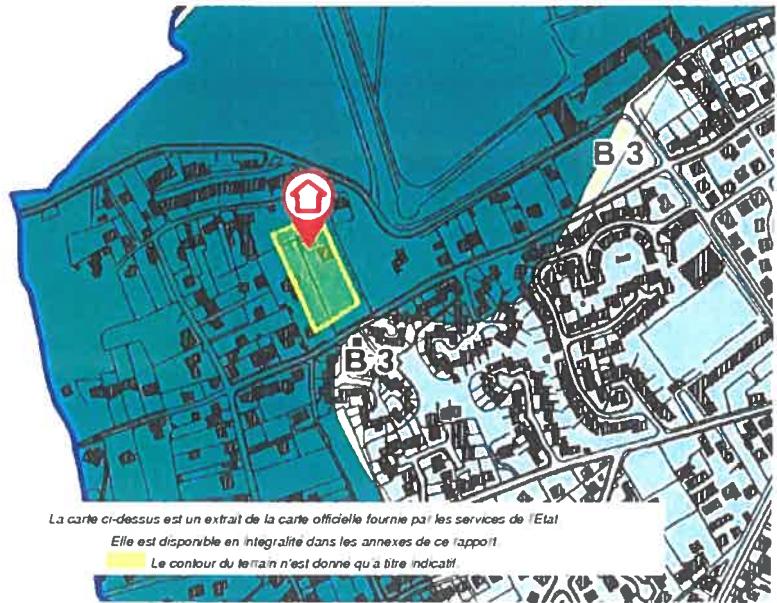 B 3
B 3
La carte ci-dessus est un extrait de la carte officielle fournie par les services de l'Etat
Elle est disponible en intégralité dans les annexes de ce rapport
Le contour du terrain n'est donné qu'à titre indicatif